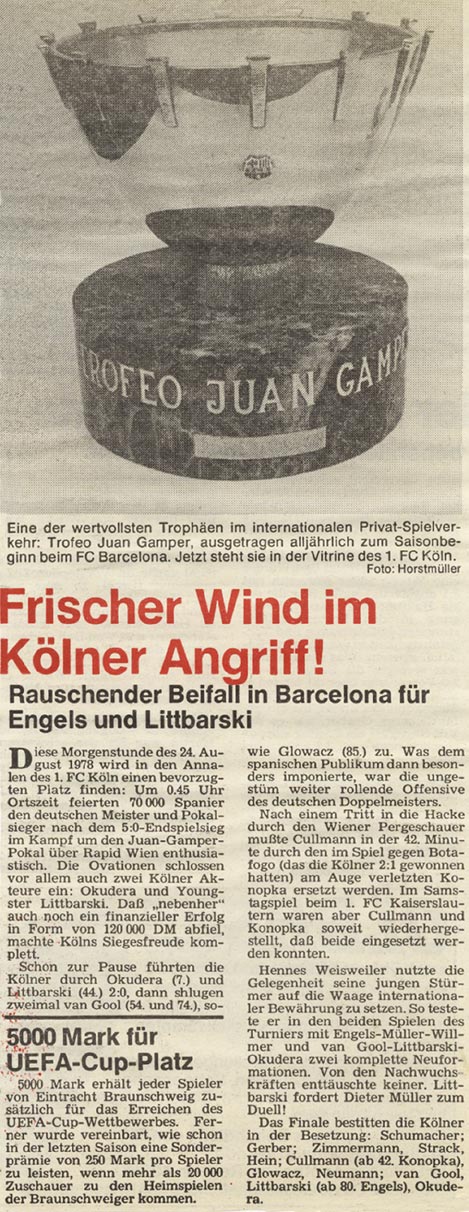 TROFEO JUAN GAMPE
Eine der wertvollsten Trophäen im internationalen Privat-Spielver-
kehr: Trofeo Juan Gamper, ausgetragen alljährlich zum Saisonbe-
ginn beim FC Barcelona. Jetzt steht sie in der Vitrine des 1. FC Köln.
Foto: Horstmüller
Frischer Wind im
Kölner Angriff!
Rauschender Beifall in Barcelona für
Engels und Littbarski
Diese Morgenstunde des 24. Au-
gust 1978 wird in den Anna-
len des 1. FC Köln einen bevorzug-
ten Platz finden: Um 0.45 Uhr
Ortszeit feierten 70 000 Spanier
den deutschen Meister und Pokal-
sieger nach dem 5:0-Endspielsieg
im Kampf um den Juan-Gamper-
Pokal über Rapid Wien enthusia-
stisch. Die Ovationen schlossen
vor allem auch zwei Kölner Ak-
teure ein: Okudera und Young-
ster Littbarski. Daß „nebenher“
auch noch ein finanzieller Erfolg
in Form von 120 000 DM abfiel,
machte Kölns Siegesfreude kom-
plett.
Schon zur Pause führten die
Kölner durch Okudera (7.) und
Littbarski (44.) 2:0, dann shlugen
zweimal van Gool (54. und 74.), so-
wie Glowacz (85.) zu. Was dem
spanischen Publikum dann beson-
ders imponierte, war die unge-
stüm weiter rollende Offensive
des deutschen Doppelmeisters.
Nach einem Tritt in die Hacke
durch den Wiener Pergeschauer
mußte Cullmann in der 42. Minu-
te durch den im Spiel gegen Bota-
fogo (das die Kölner 2:1 gewonnen
hatten) am Auge verletzten Ko-
nopka ersetzt werden. Im Sams-
tagspiel beim 1. FC Kaiserslau-
tern waren aber Cullmann und
Konopka soweit wiederherge-
stellt, daß beide eingesetzt wer-
den konnten.
Hennes Weisweiler nutzte die
Gelegenheit seine jungen Stür-
mer auf die Waage internationa-
ler Bewährung zu setzen. So teste-
te er in den beiden Spielen des
Turniers mit Engels-Müller-Will-
mer und van Gool-Littbarski-
Okudera zwei komplette Neufor-
mationen. Von den Nachwuchs-
kräften enttäuschte keiner. Litt-
barski fordert Dieter Müller zum
Duell!
Das Finale bestitten die Kölner
in der Besetzung: Schumacher;
Gerber; Zimmermann, Strack,
Hein; Cullmann (ab 42. Konopka),
Glowacz, Neumann; van Gool,
Littbarski (ab 80. Engels), Okude-
ra.
5000 Mark für
UEFA-Cup-Platz
5000 Mark erhält jeder Spieler
von Eintracht Braunschweig zu-
sätzlich für das Erreichen des
UEFA-Cup-Wettbewerbes. Fer-
ner wurde vereinbart, wie schon
in der letzten Saison eine Sonder-
prämie von 250 Mark pro Spieler
zu leisten, wenn mehr als 20 000
Zuschauer zu den Heimspielen
der Braunschweiger kommen.